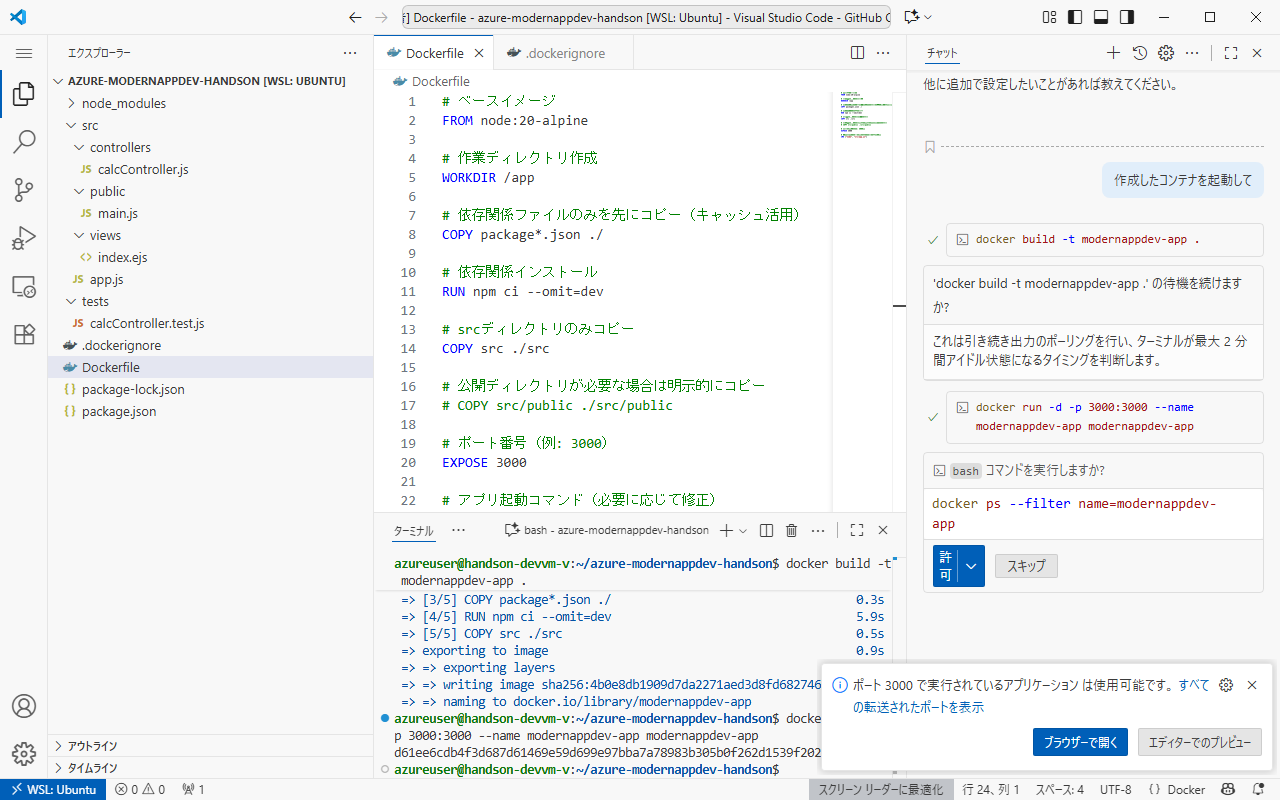 Dockerfile - azure-modernappdev-handson [WSL: Ubuntu] - Visual Studio Code - GitHub
エクスプローラー
AZURE-MODERNAPPDEV-HANDSON [WSL: UBUNTU]
node_modules
src
controllers
JS calcController.js
public
JS main.js
views
<> index.ejs
JS app.js
tests
JS calcController.test.js
.dockerignore
Dockerfile
{} package-lock.json
{} package.json
アウトライン
タイムライン
Dockerfile
.dockerignore
Dockerfile
1 # ベースイメージ
2 FROM node:20-alpine
3
4 # 作業ディレクトリ作成
5 WORKDIR /app
6
7 # 依存関係ファイルのみを先にコピー（キャッシュ活用）
8 COPY package*.json ./
9
10 # 依存関係インストール
11 RUN npm ci --omit=dev
12
13 # srcディレクトリのみコピー
14 COPY src ./src
15
16 # 公開ディレクトリが必要な場合は明示的にコピー
17 # COPY src/public ./src/public
18
19 # ポート番号（例: 3000）
20 EXPOSE 3000
21
22 # アプリ起動コマンド（必要に応じて修正）
ターミナル
bash - azure-modernappdev-handson
azureuser@handson-devvm-v:~/azure-modernappdev-handson$ docker build -t
modernappdev-app .
=> [3/5] COPY package*.json ./ 0.3s
=> [4/5] RUN npm ci --omit=dev 5.9s
=> [5/5] COPY src ./src 0.5s
=> exporting to image 0.9s
=> => exporting layers
=> => writing image sha256:4b0e8db1909d7da2271aed3d8fd682746
=> => naming to docker.io/library/modernappdev-app
azureuser@handson-devvm-v:~/azure-modernappdev-handson$ docke
p 3000:3000 --name modernappdev-app modernappdev-app
d61ee6cdb4f3d687d61469e59d699e97bba7a78983b305b0f262d1539f202
azureuser@handson-devvm-v:~/azure-modernappdev-handson$
チャット
他に追加で設定したいことがあれば教えてください。
作成したコンテナを起動して
docker build -t modernappdev-app .
'docker build -t modernappdev-app .' の待機を続けます
か?
これは引き続き出力のポーリングを行い、ターミナルが最大 2 分
間アイドル状態になるタイミングを判断します。
docker run -d -p 3000:3000 --name
modernappdev-app modernappdev-app
bash コマンドを実行しますか?
docker ps --filter name=modernappdev-
app
許可
スキップ
ポート 3000 で実行されているアプリケーション は使用可能です。 すべて
の転送されたポートを表示
ブラウザーで開く
エディターでのプレビュー
WSL: Ubuntu
0 0
1
スクリーン リーダーに最適化
行 24、列 1
スペース: 4
UTF-8
{} Docker